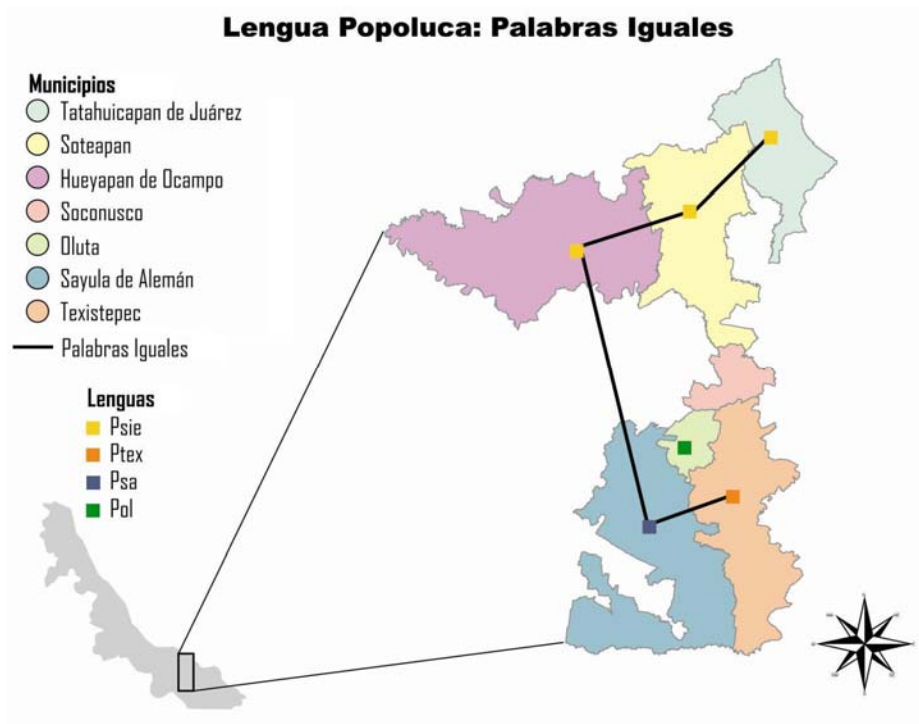 Lengua Popoluca: Palabras Iguales
Municipios
Tatahuicapan de Juárez
Soteapan
Hueyapan de Ocampo
Soconusco
Oluta
Sayula de Alemán
Texistepec
Palabras Iguales
Lenguas
Psie
Ptex
Psa
Pol